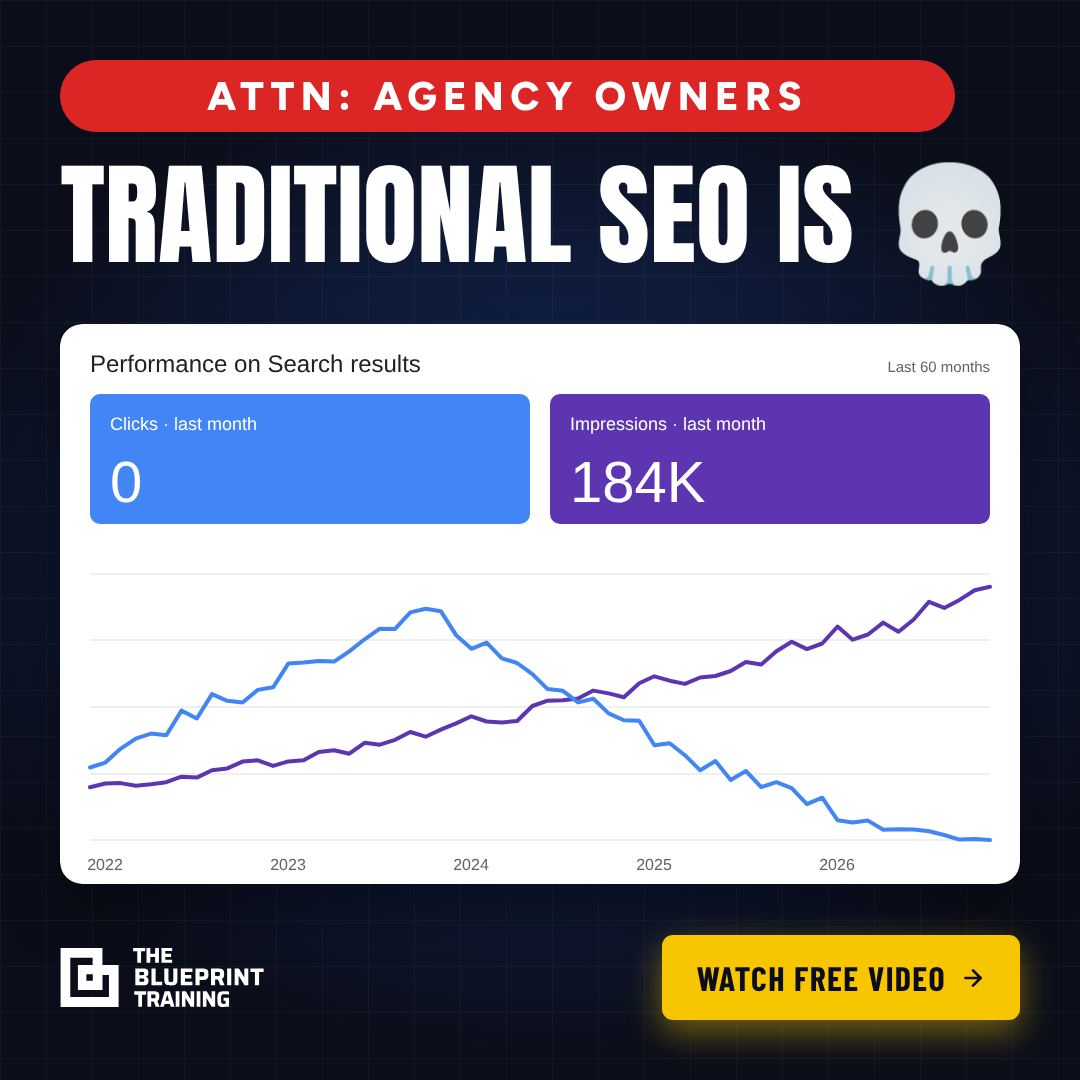 ATTN: AGENCY OWNERS
TRADITIONAL SEO IS 💀
Performance on Search results
Last 60 months
Clicks · last month
0
Impressions · last month
184K
2022 2023 2024 2025 2026
THE
BLUEPRINT
TRAINING
WATCH FREE VIDEO →